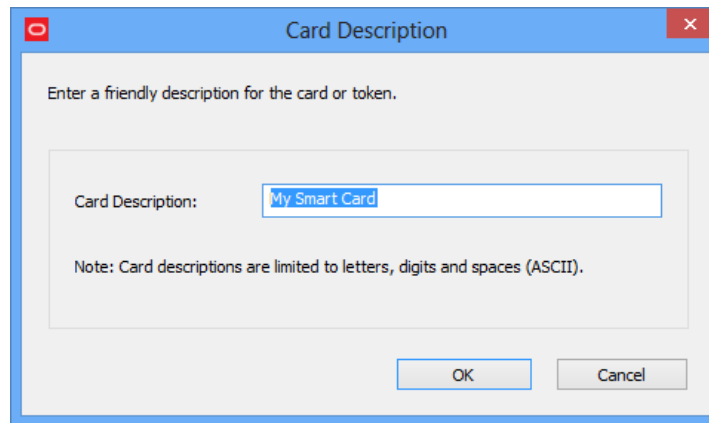 Card Description
Enter a friendly description for the card or token.
Card Description: My Smart Card
Note: Card descriptions are limited to letters, digits and spaces (ASCII).
OK Cancel